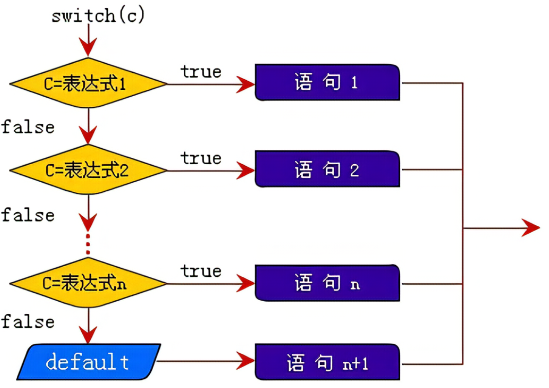 switch(c)
C=表达式1
true
语 句 1
false
C=表达式2
true
语 句 2
false
C=表达式n
true
语 句 n
false
default
语 句 n+1